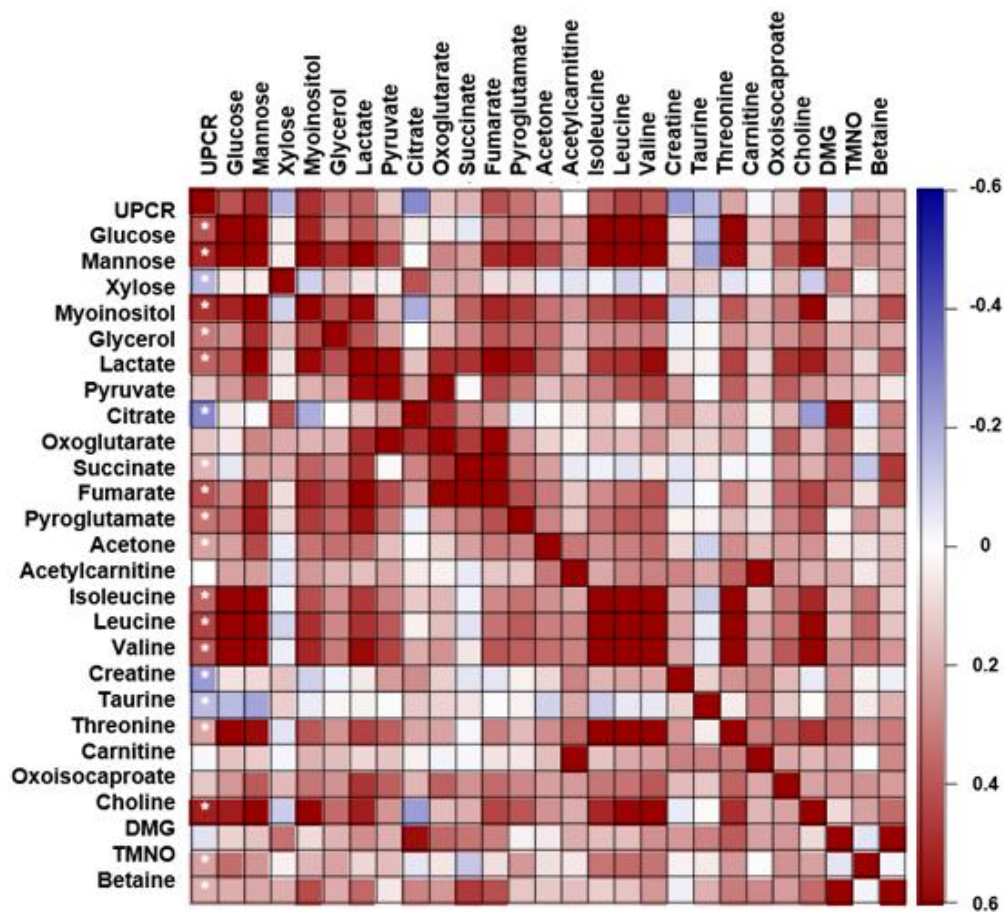 UPCR
Glucose
Mannose
Xylose
Myoinositol
Glycerol
Lactate
Pyruvate
Citrate
Oxoglutarate
Succinate
Fumarate
Pyroglutamate
Acetone
Acetylcarnitine
Isoleucine
Leucine
Valine
Creatine
Taurine
Threonine
Carnitine
Oxoisocaproate
Choline
DMG
TMNO
Betaine
UPCR
Glucose
Mannose
Xylose
Myoinositol
Glycerol
Lactate
Pyruvate
Citrate
Oxoglutarate
Succinate
Fumarate
Pyroglutamate
Acetone
Acetylcarnitine
Isoleucine
Leucine
Valine
Creatine
Taurine
Threonine
Carnitine
Oxoisocaproate
Choline
DMG
TMNO
Betaine
-0.6
-0.4
-0.2
0
0.2
0.4
0.6